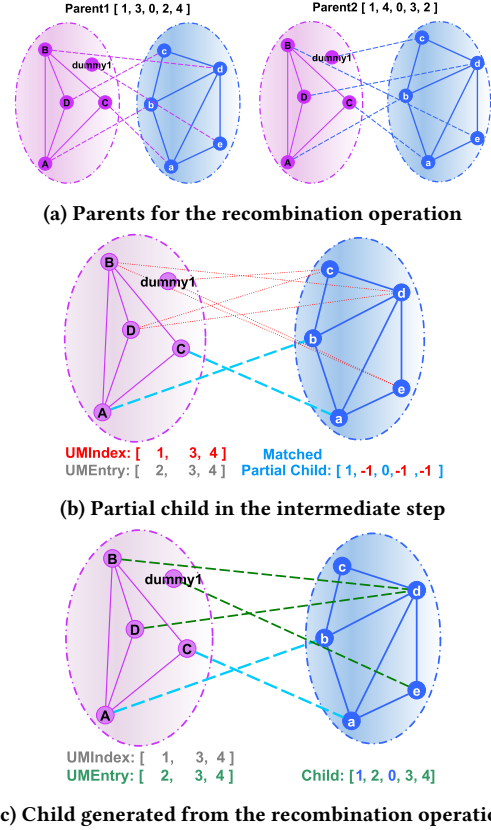 Parent1 [ 1, 3, 0, 2, 4 ]
Parent2 [ 1, 4, 0, 3, 2 ]
B
dummy1
D
C
A
c
d
b
e
a
B
dummy1
D
C
A
c
d
b
e
a
(a) Parents for the recombination operation
B
dummy1
D
C
A
c
d
b
e
a
UMIndex: [ 1, 3, 4 ]
UMEntry: [ 2, 3, 4 ]
Matched
Partial Child: [ 1, -1, 0, -1 , -1 ]
(b) Partial child in the intermediate step
B
dummy1
D
C
A
c
d
b
e
a
UMIndex: [ 1, 3, 4 ]
UMEntry: [ 2, 3, 4 ]
Child: [1, 2, 0, 3, 4]
c) Child generated from the recombination operatio